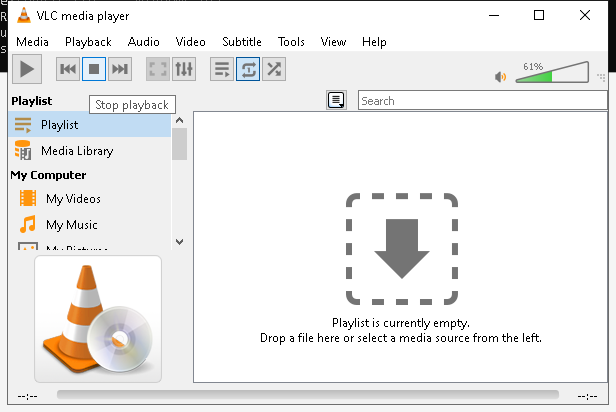 VLC media player
Media Playback Audio Video Subtitle Tools View Help
61%
Playlist
Search
Stop playback
Playlist
Media Library
My Computer
My Videos
My Music
My Pictures
Playlist is currently empty.
Drop a file here or select a media source from the left.
--:--
--:--